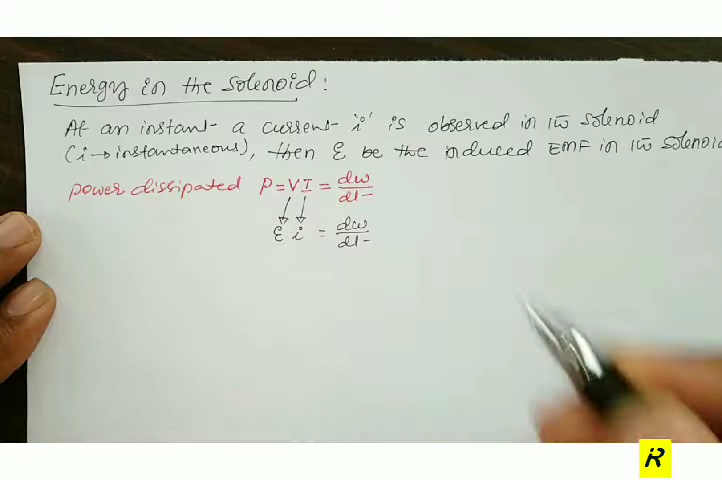 Energy in the solenoid:
At an instant a current 'i' is observed in the solenoid
(i→instantaneous), then ε be the induced EMF in the solenoid
power dissipated P=VI = dw/dt
ε i = dw/dt
iR